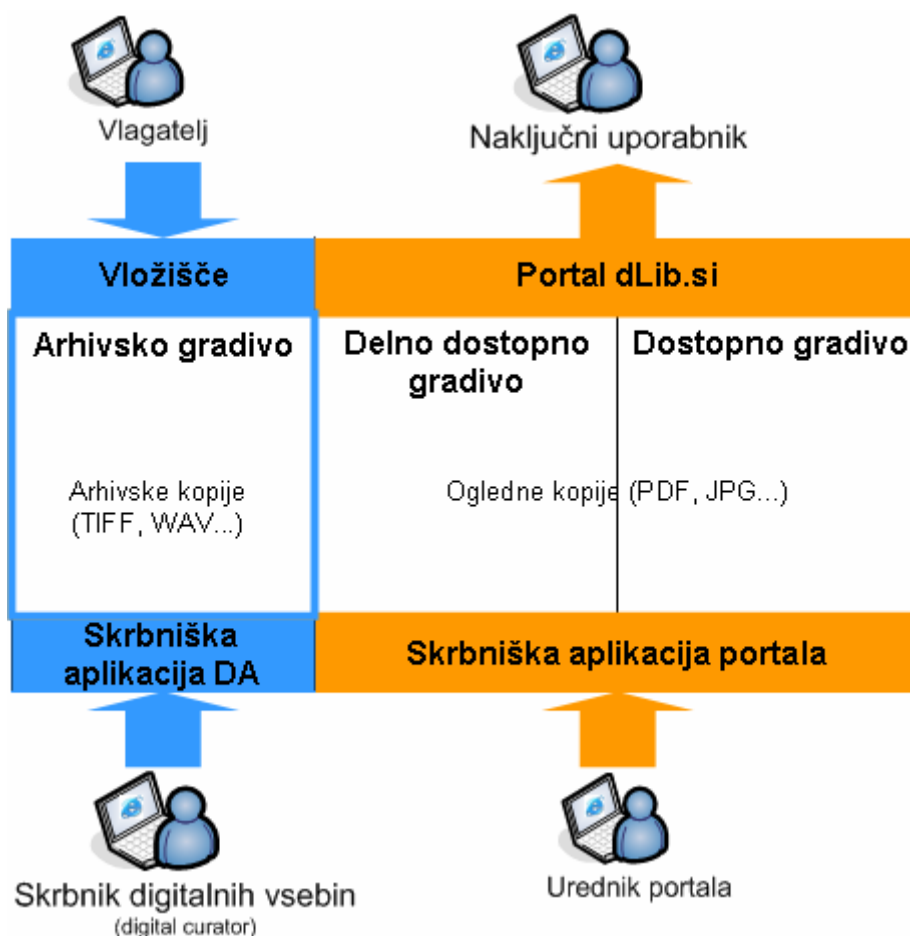 Vlagatelj
Naključni uporabnik
Vložišče
Portal dLib.si
Arhivsko gradivo
Delno dostopno
gradivo
Dostopno gradivo
Arhivske kopije
(TIFF, WAV...)
Ogledne kopije (PDF, JPG...)
Skrbniška
aplikacija DA
Skrbniška aplikacija portala
Skrbnik digitalnih vsebin
(digital curator)
Urednik portala